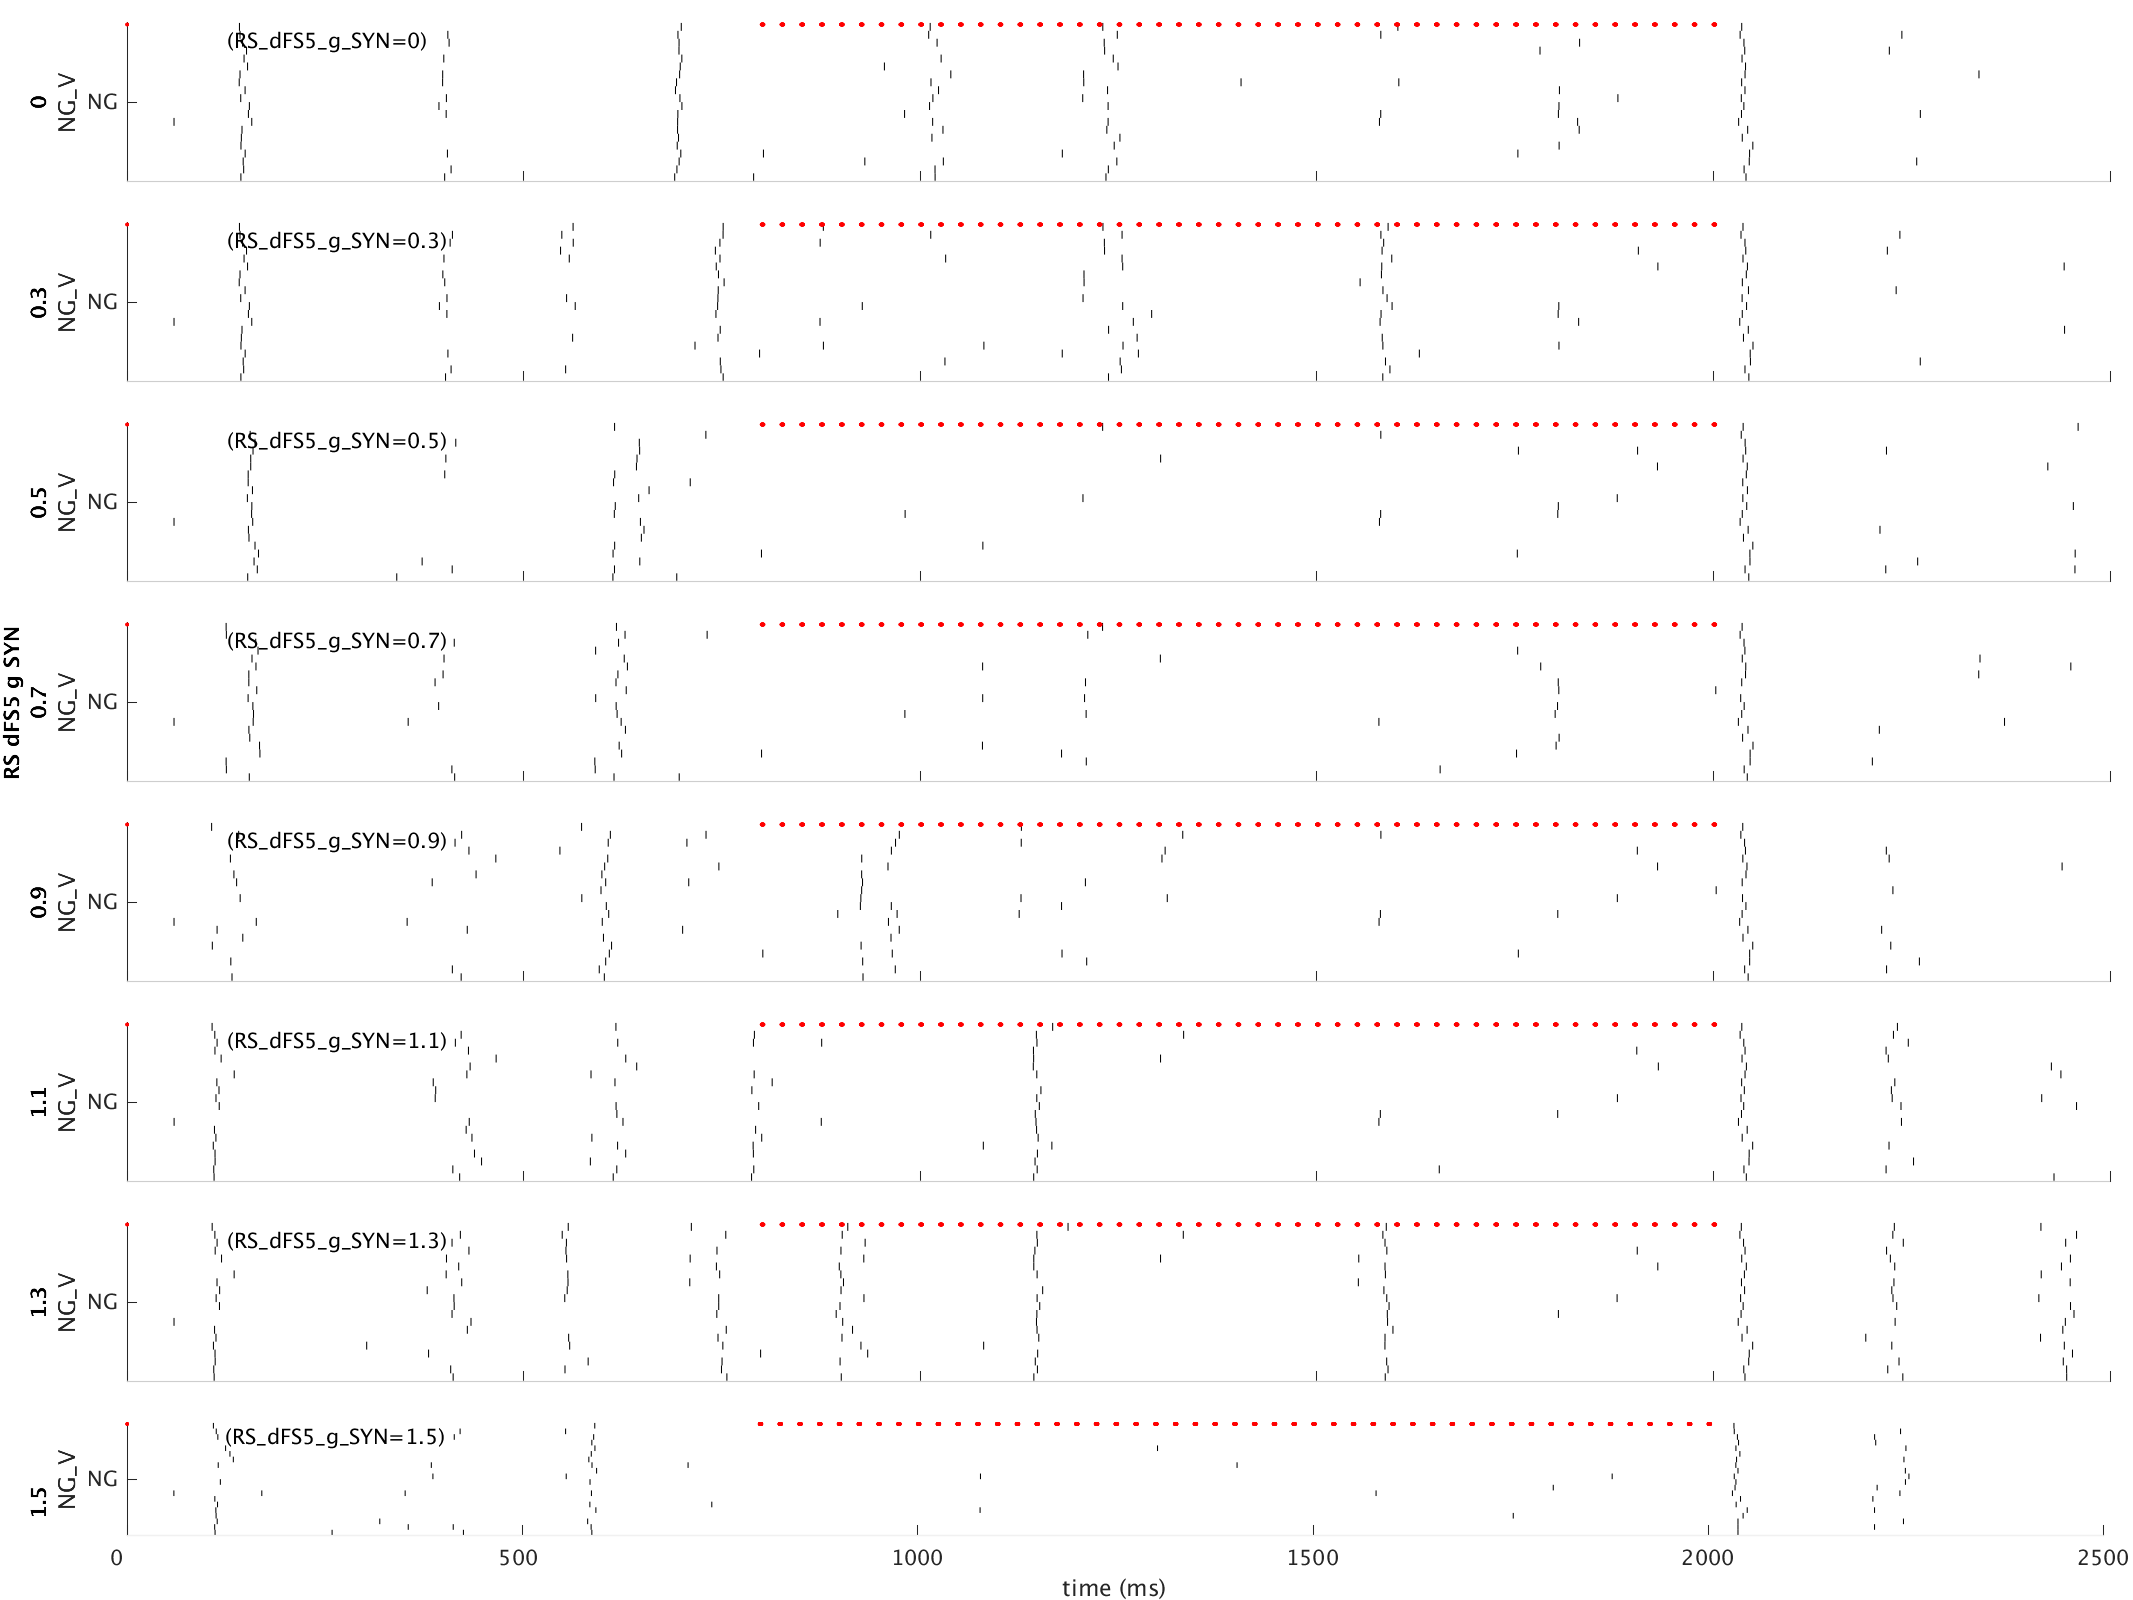 RS dFS5 g SYN
0
NG_V
NG
(RS_dFS5_g_SYN=0)
0.3
NG_V
NG
(RS_dFS5_g_SYN=0.3)
0.5
NG_V
NG
(RS_dFS5_g_SYN=0.5)
0.7
NG_V
NG
(RS_dFS5_g_SYN=0.7)
0.9
NG_V
NG
(RS_dFS5_g_SYN=0.9)
1.1
NG_V
NG
(RS_dFS5_g_SYN=1.1)
1.3
NG_V
NG
(RS_dFS5_g_SYN=1.3)
1.5
NG_V
NG
(RS_dFS5_g_SYN=1.5)
0 500 1000 1500 2000 2500
time (ms)